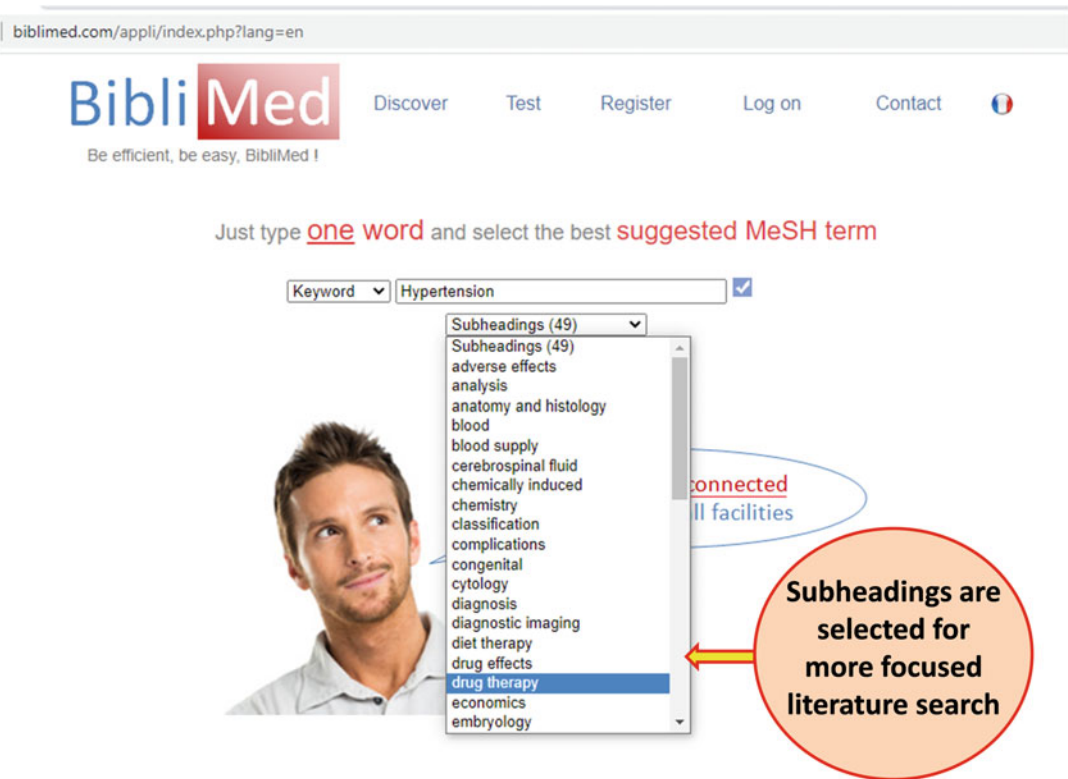 biblimed.com/appli/index.php?lang=en
BibliMed
Discover Test Register Log on Contact
Be efficient, be easy, BibliMed !
Just type one word and select the best suggested MeSH term
Keyword Hypertension
Subheadings (49)
Subheadings (49)
adverse effects
analysis
anatomy and histology
blood
blood supply
cerebrospinal fluid
chemically induced
chemistry
classification
complications
congenital
cytology
diagnosis
diagnostic imaging
diet therapy
drug effects
drug therapy
economics
embryology
connected
ll facilities
Subheadings are
selected for
more focused
literature search